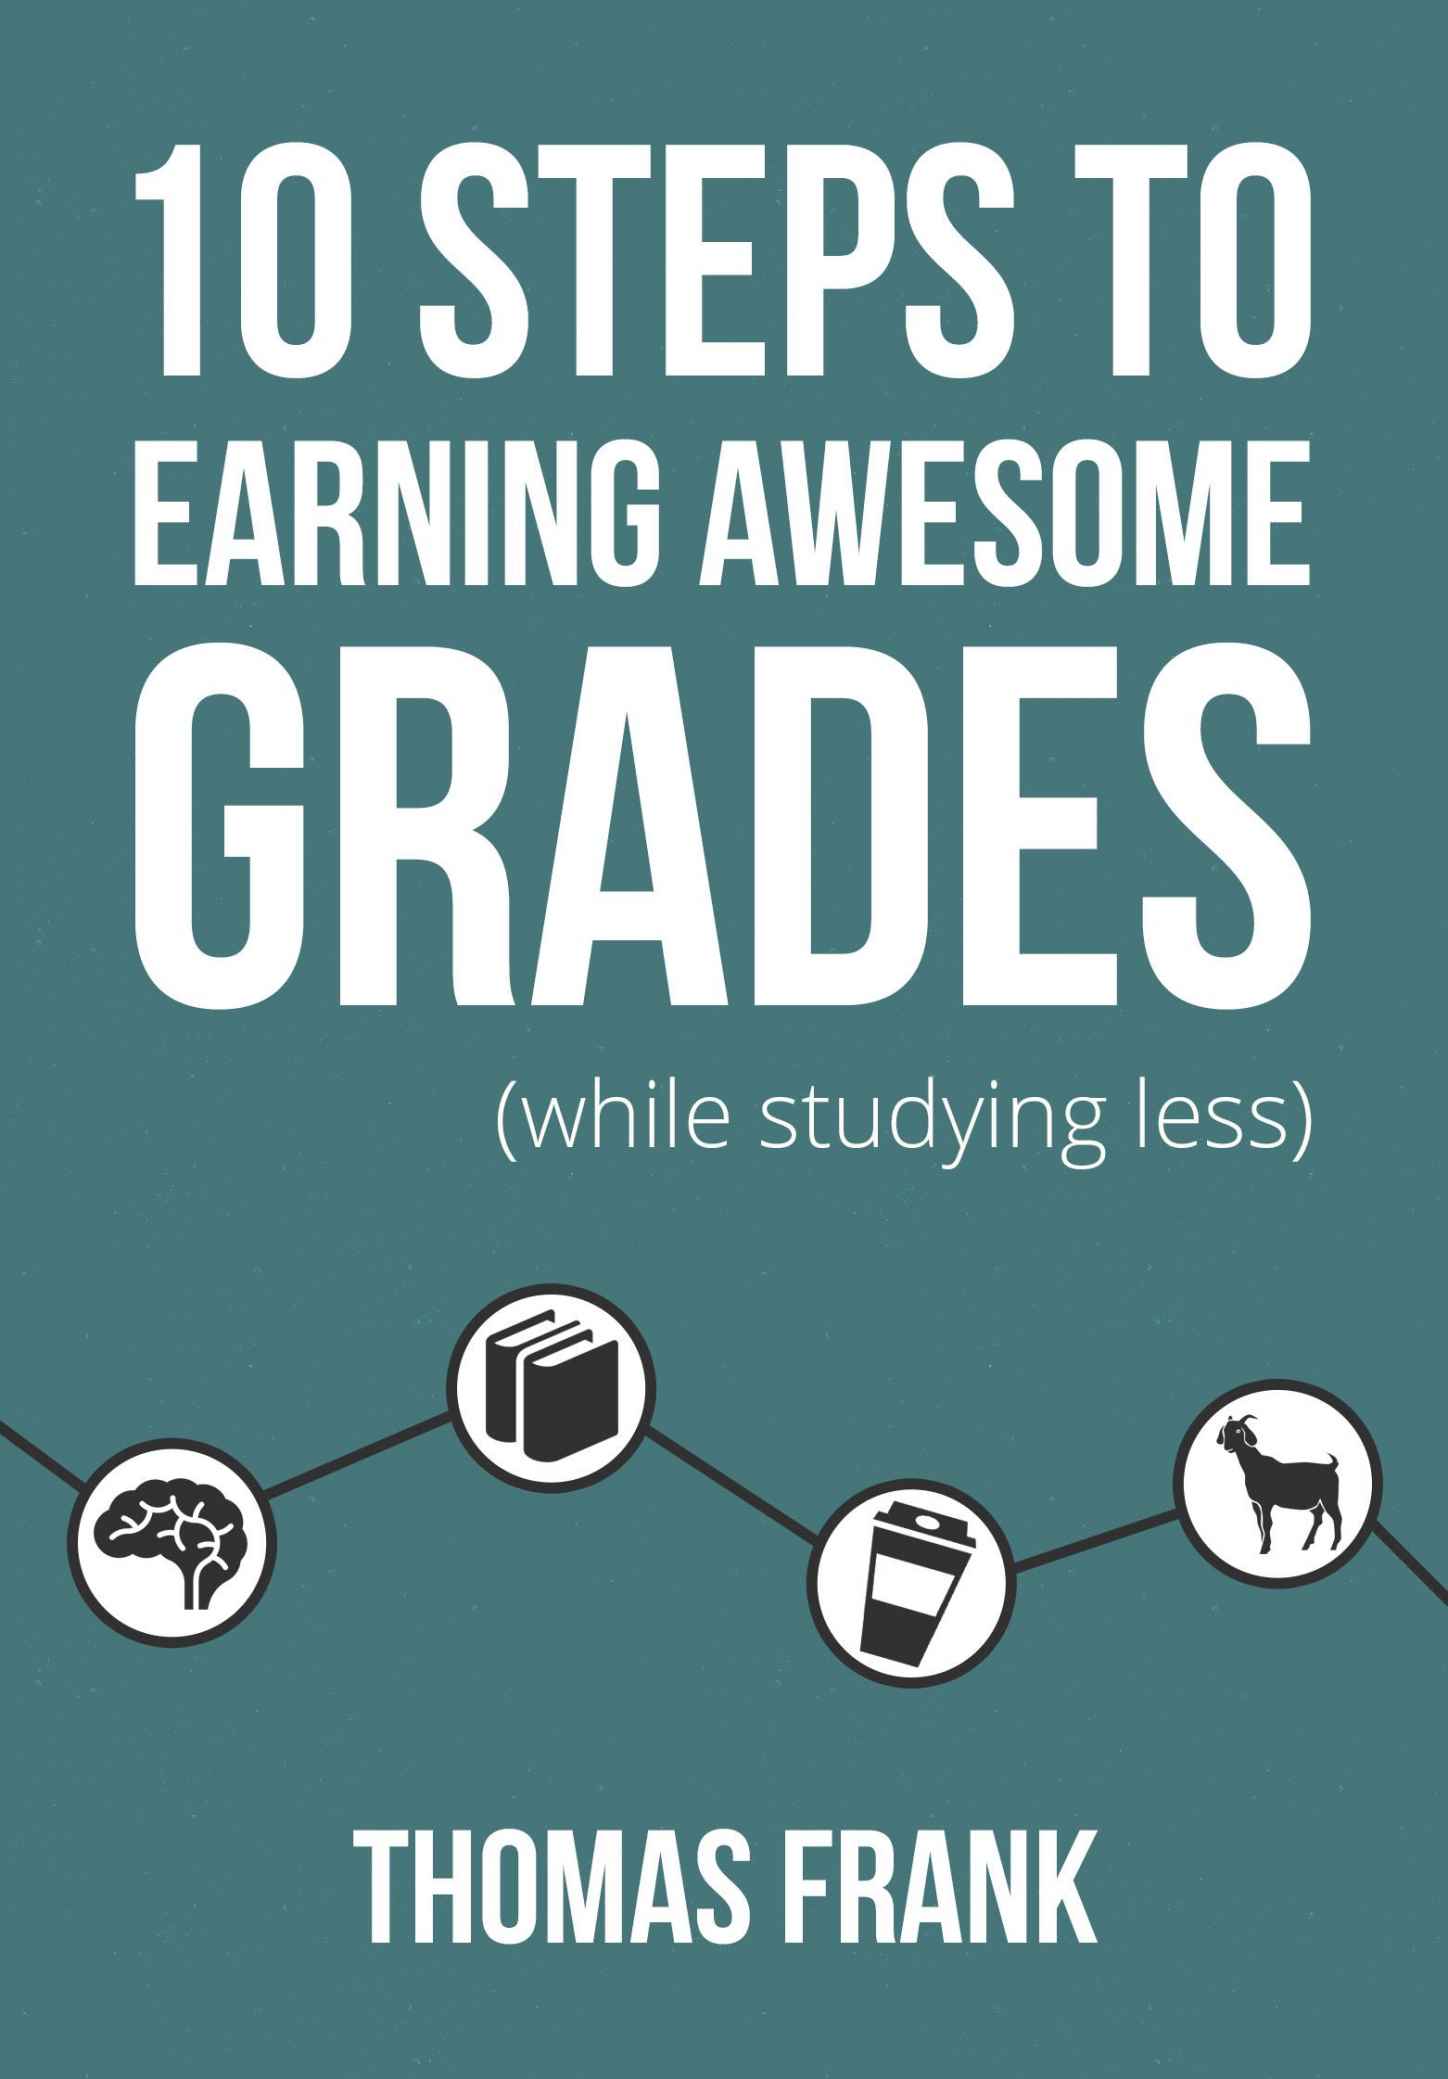 10 STEPS TO
EARNING AWESOME
GRADES
(while studying less)
THOMAS FRANK